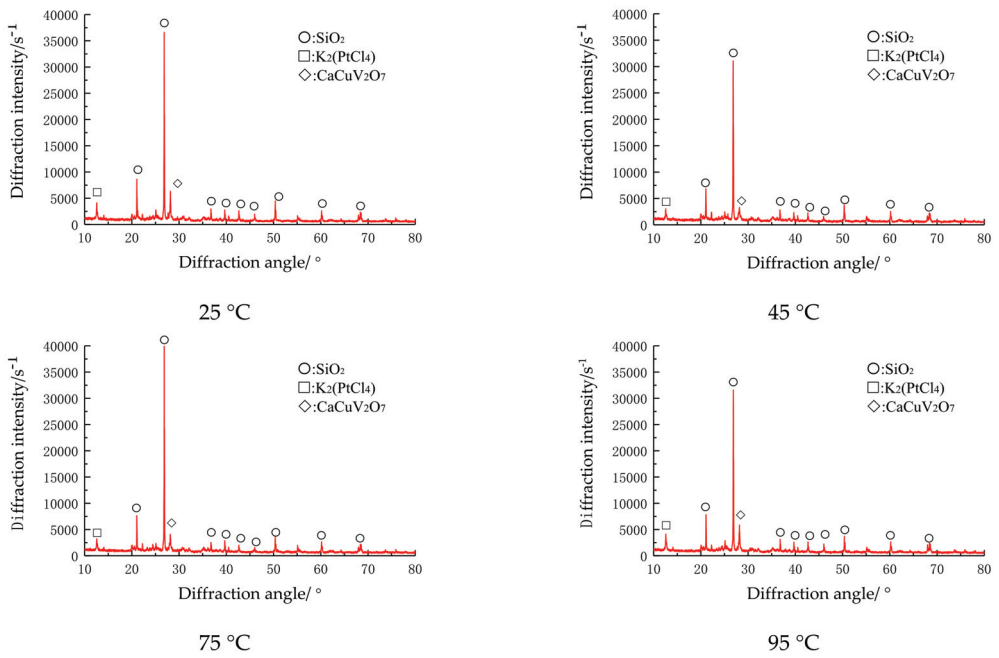 40000
35000
30000
25000
20000
15000
10000
5000
0
Diffraction intensity/s⁻¹
○:SiO₂
□:K₂(PtCl₄)
◇:CaCuV₂O₇
10 20 30 40 50 60 70 80
Diffraction angle/ °
25 °C
40000
35000
30000
25000
20000
15000
10000
5000
0
Diffraction intensity/s⁻¹
○:SiO₂
□:K₂(PtCl₄)
◇:CaCuV₂O₇
10 20 30 40 50 60 70 80
Diffraction angle/ °
45 °C
40000
35000
30000
25000
20000
15000
10000
5000
0
Diffraction intensity/s⁻¹
○:SiO₂
□:K₂(PtCl₄)
◇:CaCuV₂O₇
10 20 30 40 50 60 70 80
Diffraction angle/ °
75 °C
40000
35000
30000
25000
20000
15000
10000
5000
0
Diffraction intensity/s⁻¹
○:SiO₂
□:K₂(PtCl₄)
◇:CaCuV₂O₇
10 20 30 40 50 60 70 80
Diffraction angle/ °
95 °C